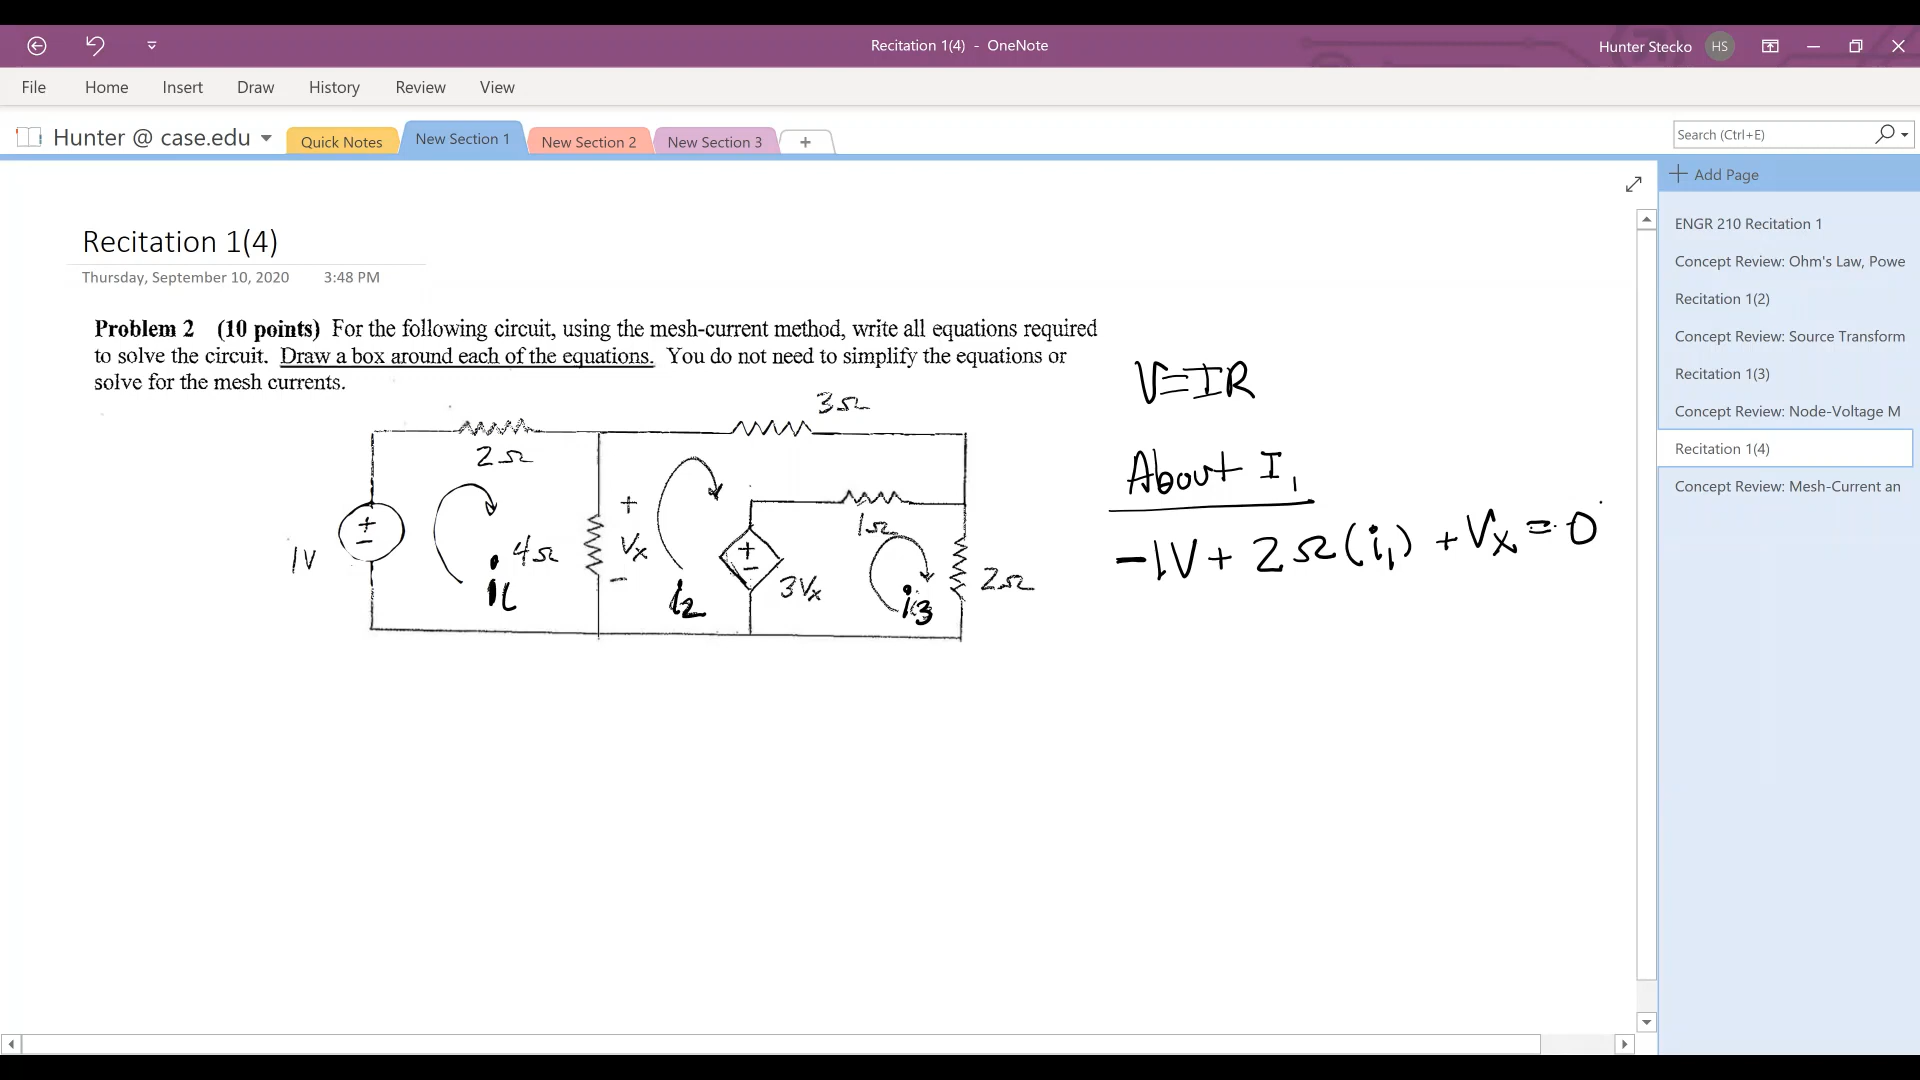 Recitation 1(4) - OneNote
Hunter Stecko HS
File Home Insert Draw History Review View
Hunter @ case.edu Quick Notes New Section 1 New Section 2 New Section 3 +
Search (Ctrl+E)
Add Page
ENGR 210 Recitation 1
Concept Review: Ohm's Law, Powe
Recitation 1(2)
Concept Review: Source Transform
Recitation 1(3)
Concept Review: Node-Voltage M
Recitation 1(4)
Concept Review: Mesh-Current an
Recitation 1(4)
Thursday, September 10, 2020 3:48 PM
Problem 2 (10 points) For the following circuit, using the mesh-current method, write all equations required
to solve the circuit. Draw a box around each of the equations. You do not need to simplify the equations or
solve for the mesh currents.
3Ω
2Ω
+
1Ω
+
-
1V
4Ω
Vx
+
-
2Ω
-
3Vx
i1
i2
i3
V=IR
About I1
-1V + 2Ω(i1) + Vx = 0